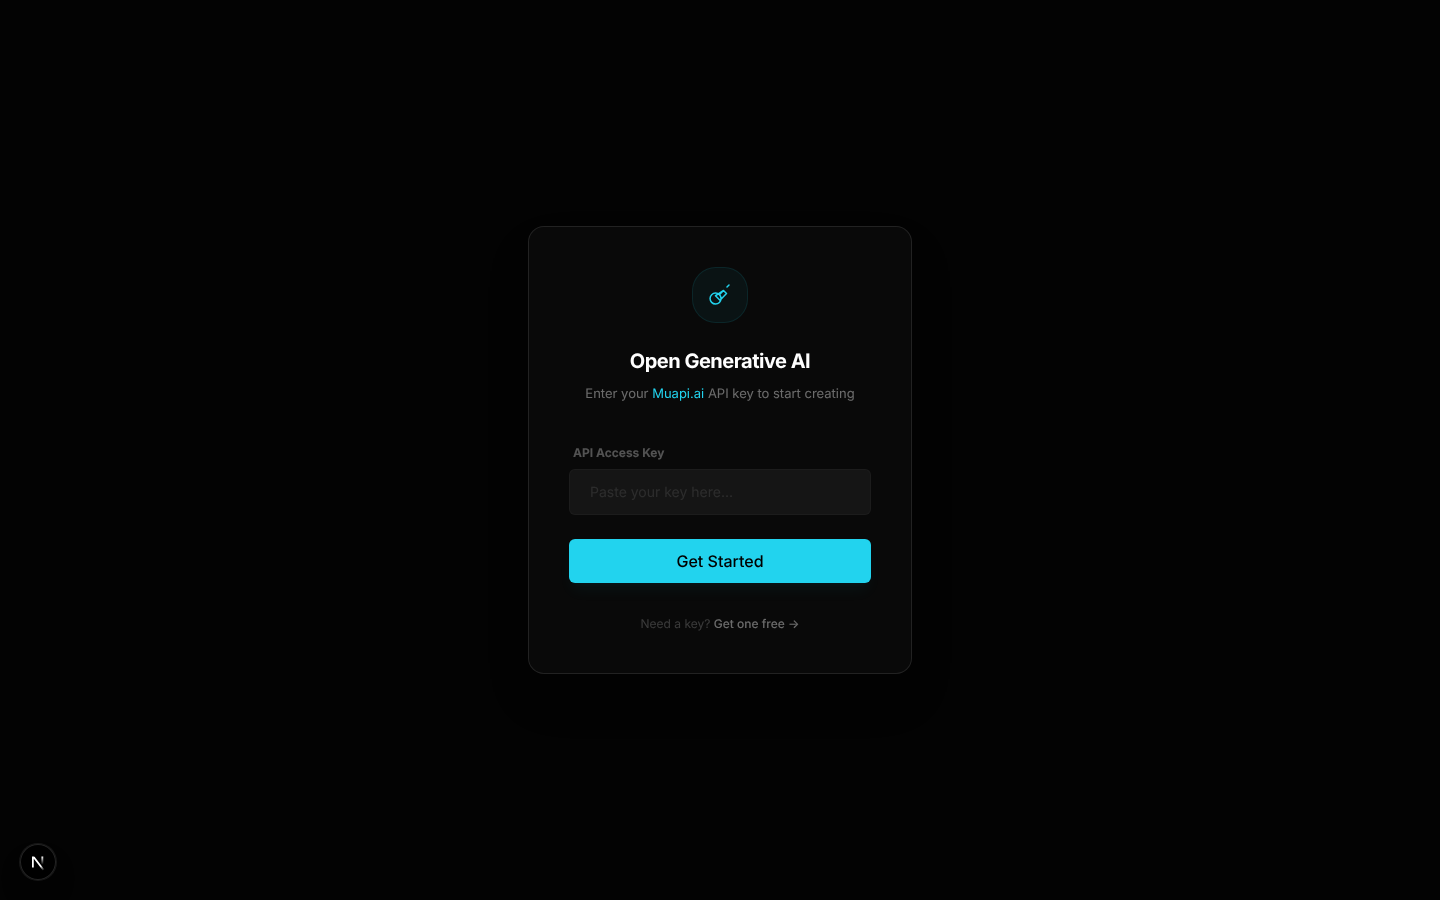 Open Generative AI
Enter your Muapi.ai API key to start creating
API Access Key
Paste your key here...
Get Started
Need a key? Get one free →
N